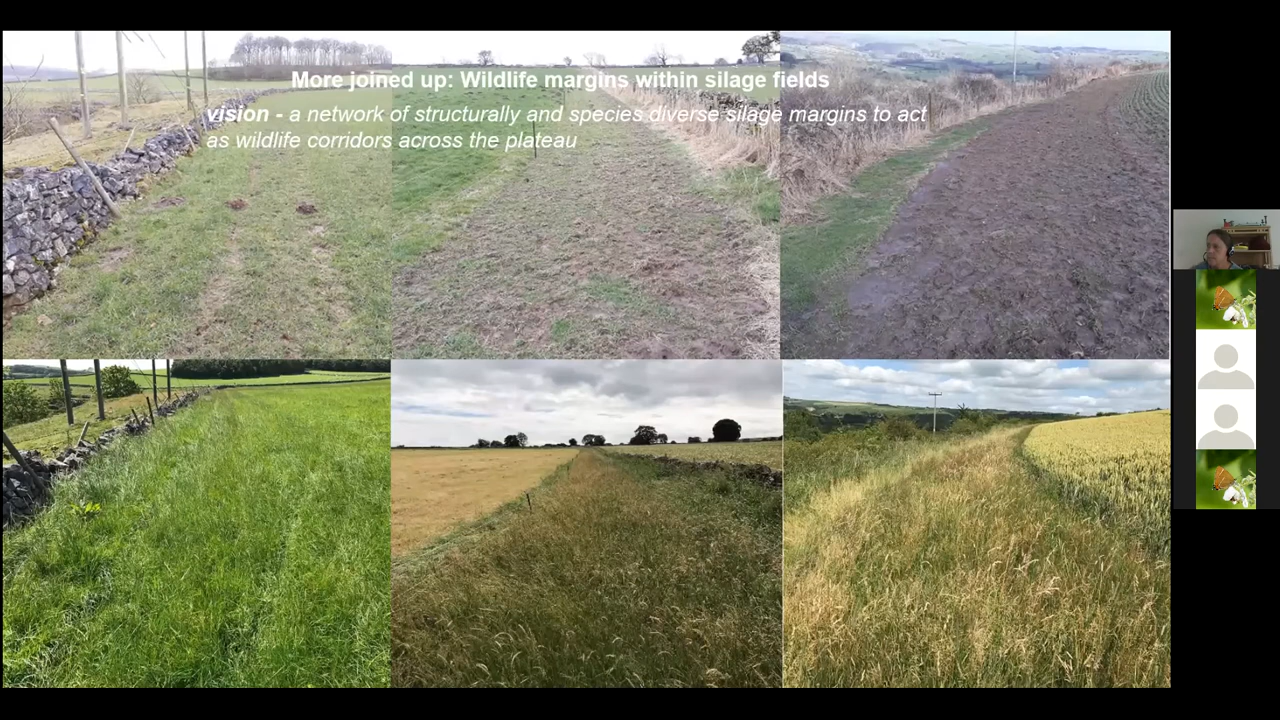 More joined up: Wildlife margins within silage fields
vision - a network of structurally and species diverse silage margins to act
as wildlife corridors across the plateau